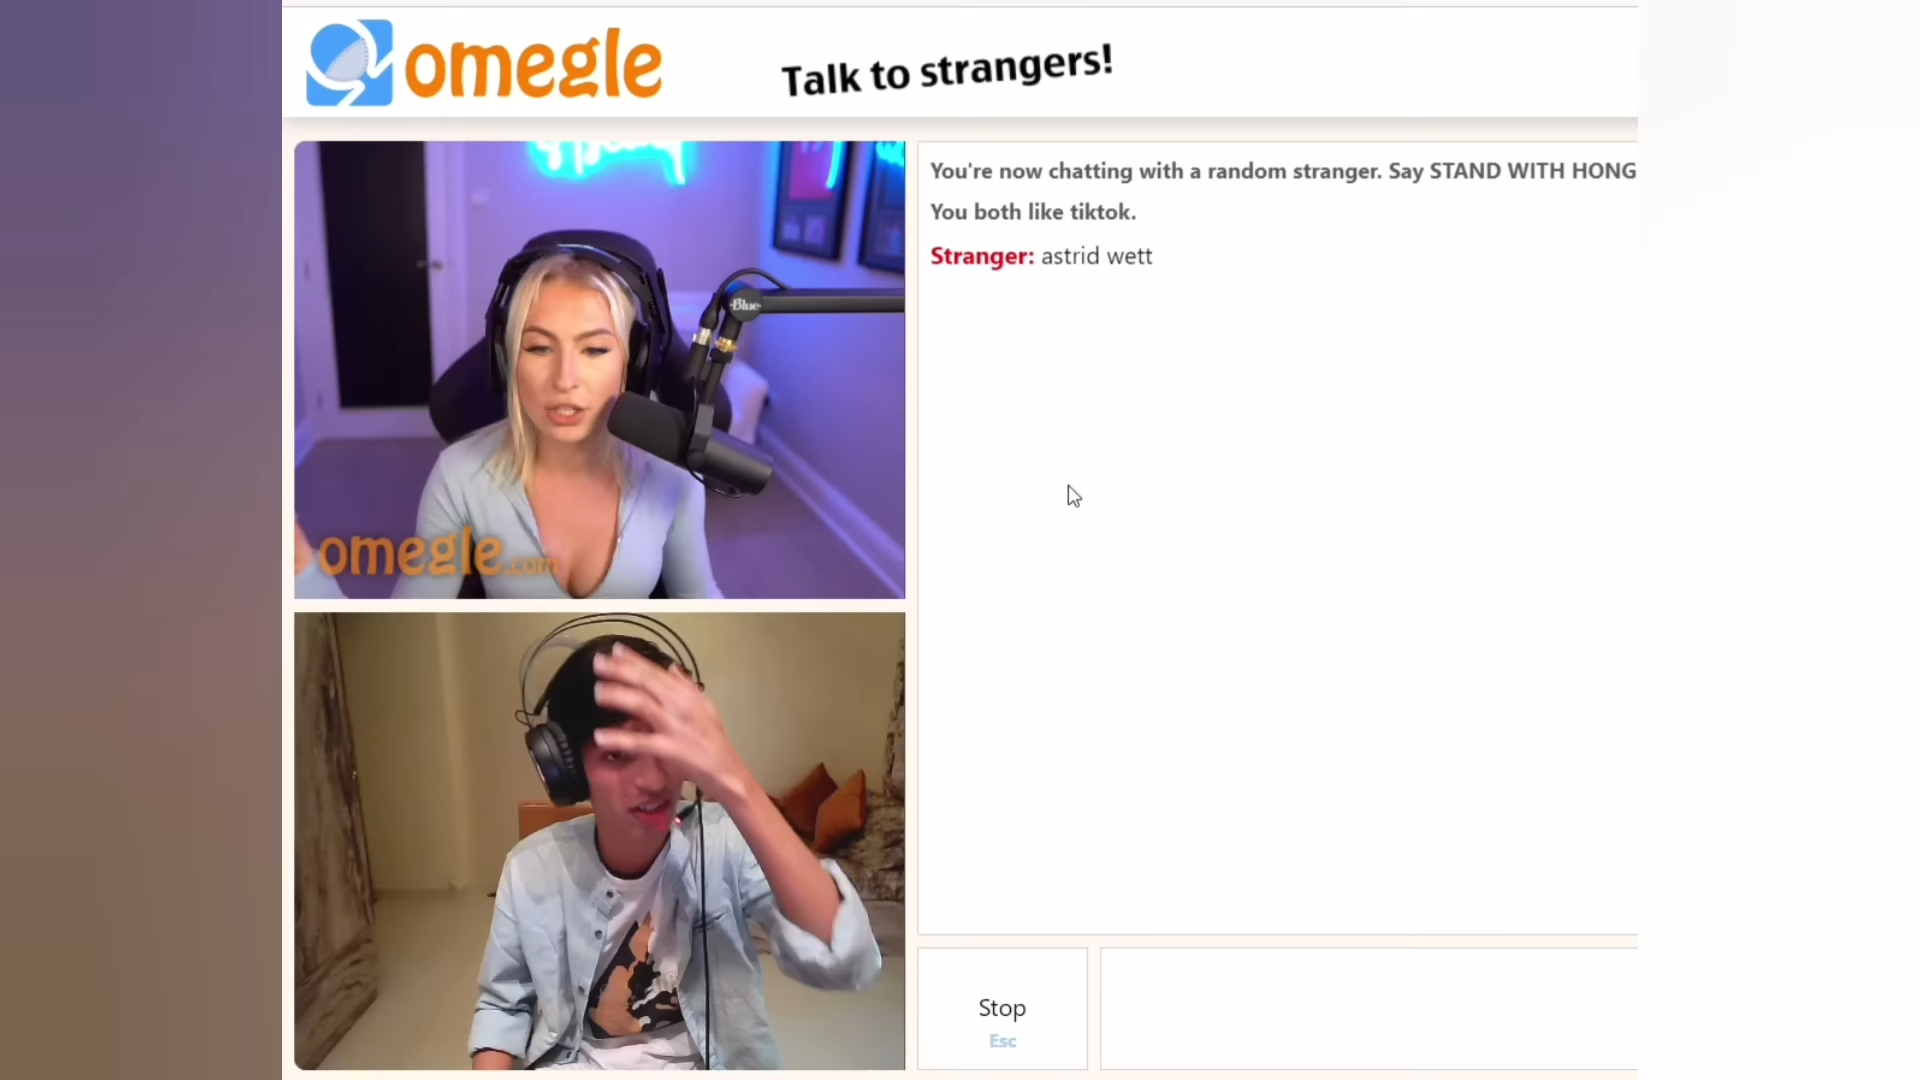 omegle
Talk to strangers!
You're now chatting with a random stranger. Say STAND WITH HONG
You both like tiktok.
Stranger: astrid wett
·Blue·
omegle.com
Stop
Esc